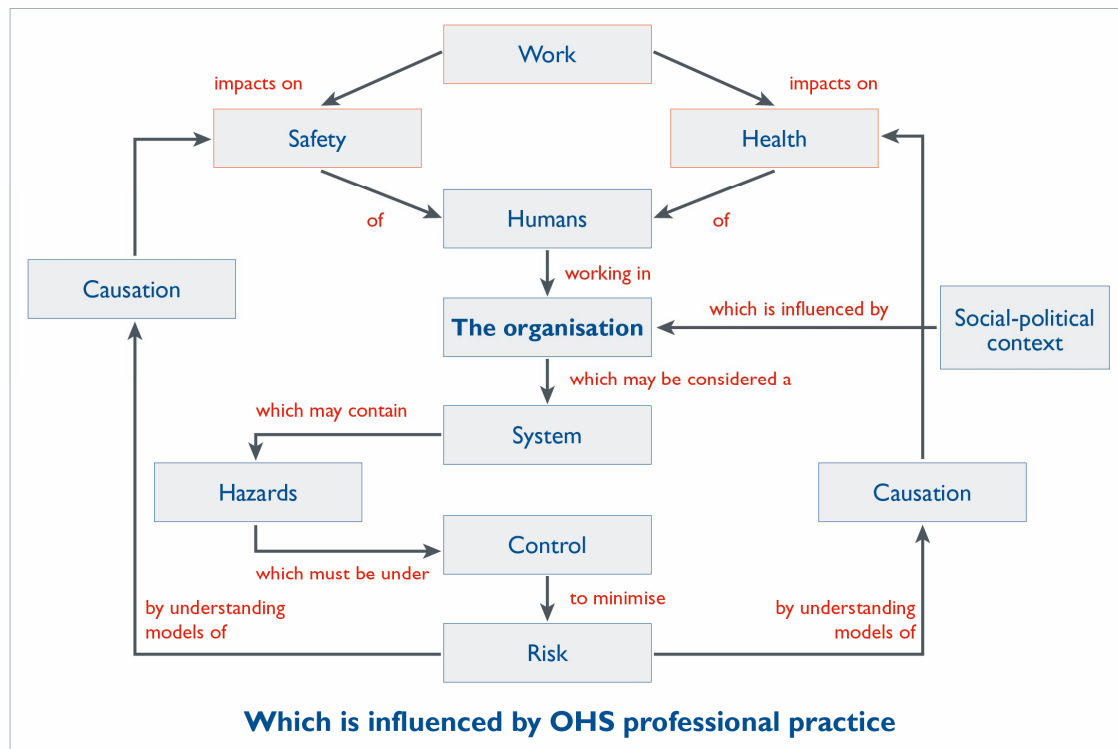 Work
impacts on
impacts on
Safety
Health
of
Humans
of
working in
Causation
The organisation
which is influenced by
Social-political
context
which may be considered a
which may contain
System
Hazards
Causation
Control
which must be under
to minimise
by understanding
models of
by understanding
models of
Risk
Which is influenced by OHS professional practice